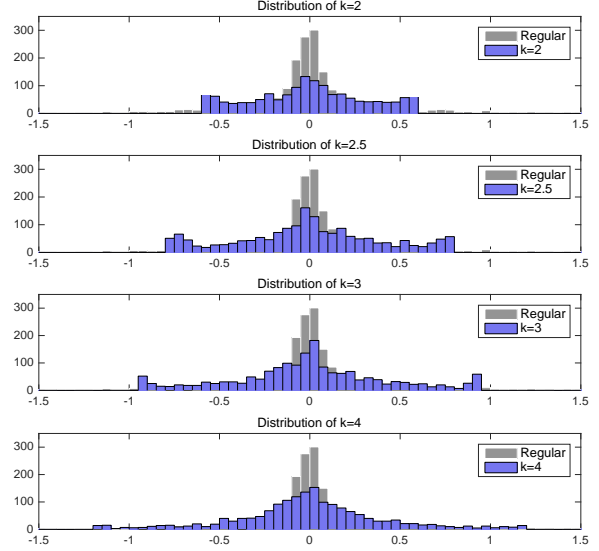 Distribution of k=2
300
200
100
0
-1.5 -1 -0.5 0 0.5 1 1.5
Regular
k=2
Distribution of k=2.5
300
200
100
0
-1.5 -1 -0.5 0 0.5 1 1.5
Regular
k=2.5
Distribution of k=3
300
200
100
0
-1.5 -1 -0.5 0 0.5 1 1.5
Regular
k=3
Distribution of k=4
300
200
100
0
-1.5 -1 -0.5 0 0.5 1 1.5
Regular
k=4